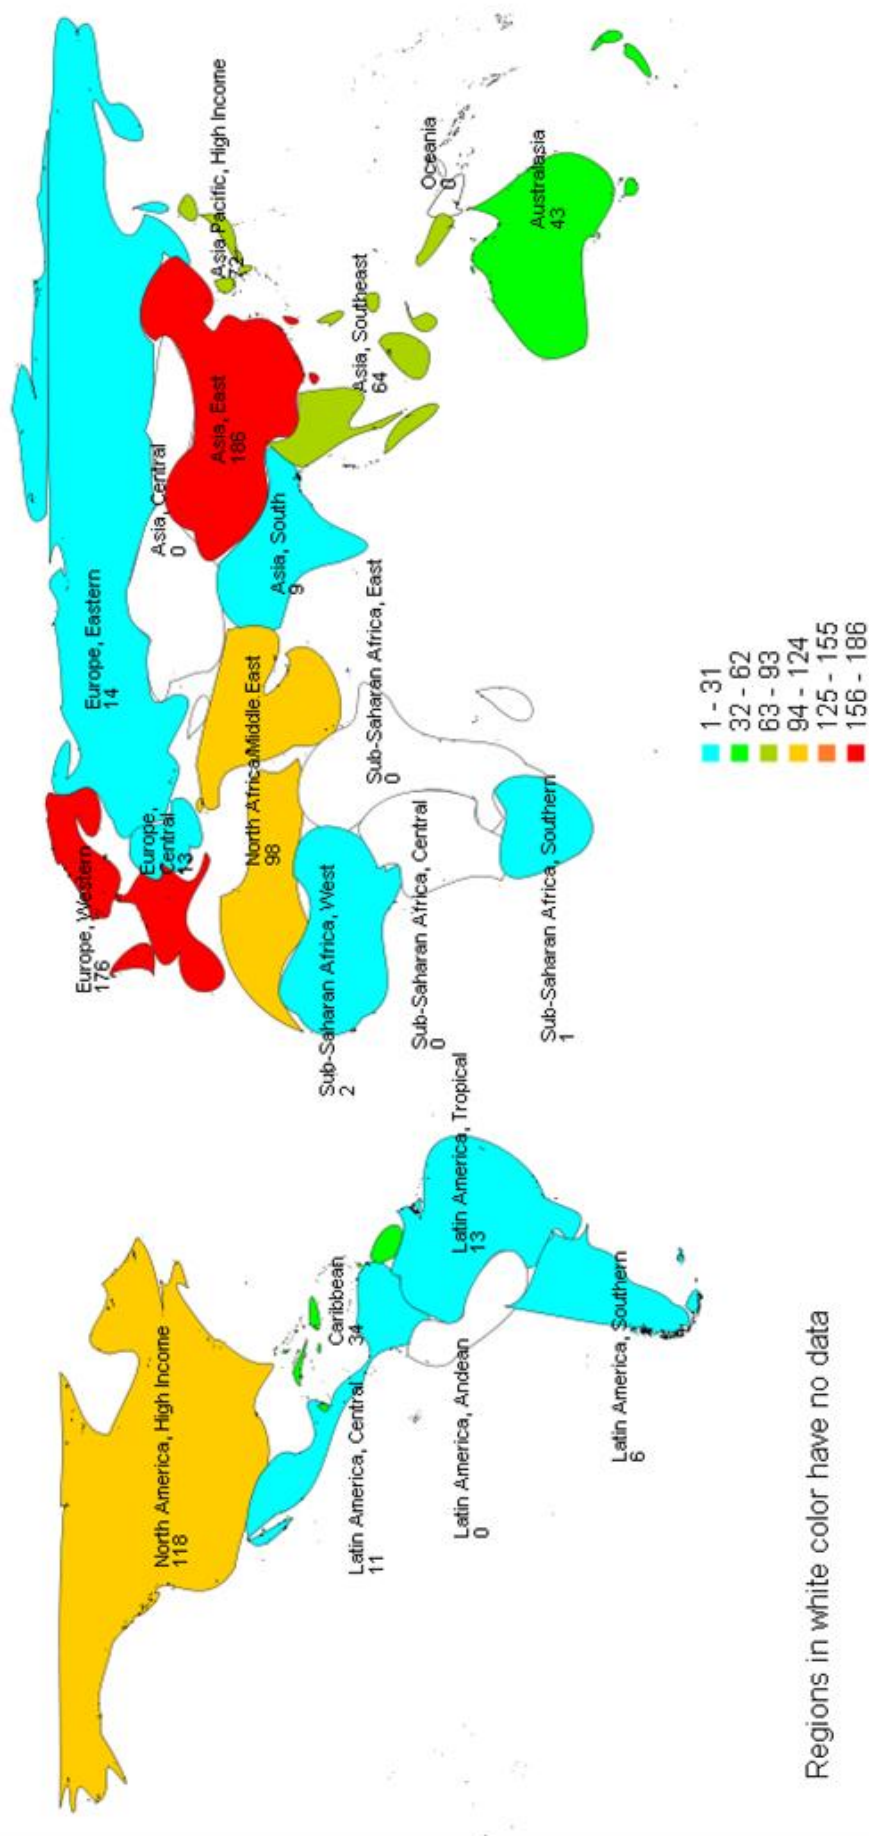 North America, High Income
118
Latin America, Central
11
Caribbean
34
Latin America, Andean
0
Latin America, Tropical
13
Latin America, Southern
6
Europe, Western
176
Europe,
Central
13
Europe, Eastern
14
North Africa/Middle East
98
Sub-Saharan Africa, West
2
Sub-Saharan Africa, Central
0
Sub-Saharan Africa, East
0
Sub-Saharan Africa, Southern
1
Asia, Central
0
Asia, East
186
Asia, South
9
Asia, Southeast
64
Asia Pacific, High Income
72
Oceania
0
Australasia
43
1 - 31
32 - 62
63 - 93
94 - 124
125 - 155
156 - 186
Regions in white color have no data